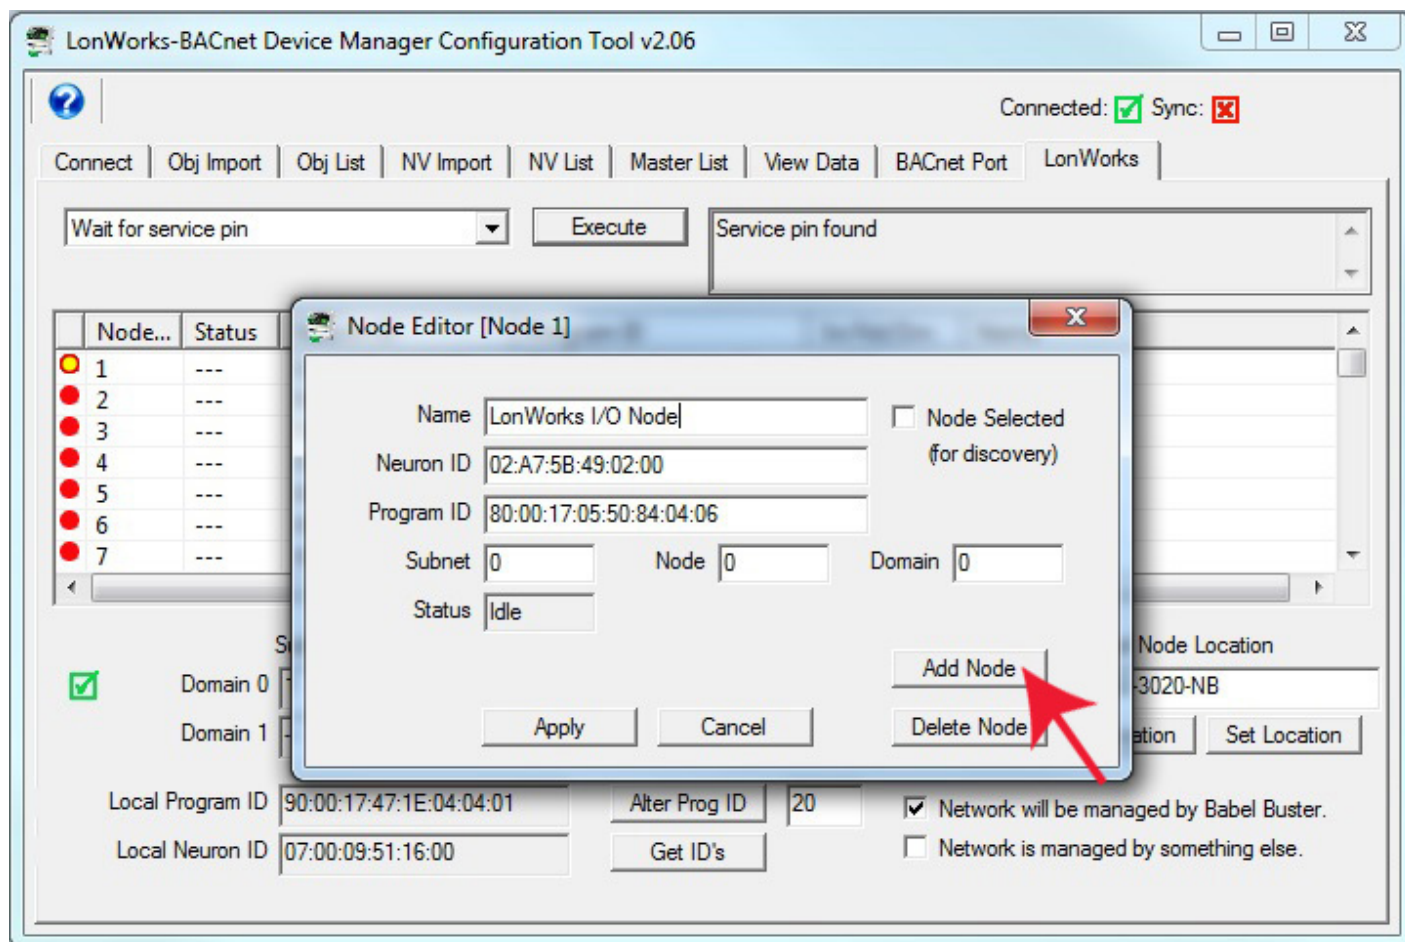 LonWorks-BACnet Device Manager Configuration Tool v2.06
Connected: Sync:
Connect Obj Import Obj List NV Import NV List Master List View Data BACnet Port LonWorks
Wait for service pin Execute Service pin found
Node... Status
1 ---
2 ---
3 ---
4 ---
5 ---
6 ---
7 ---
Node Editor [Node 1]
Name LonWorks I/O Node Node Selected
(for discovery)
Neuron ID 02:A7:5B:49:02:00
Program ID 80:00:17:05:50:84:04:06
Subnet 0 Node 0 Domain 0
Status Idle
Add Node
Apply Cancel Delete Node
Node Location
Domain 0 -3020-NB
Domain 1 Set Location
Local Program ID 90:00:17:47:1E:04:04:01 Alter Prog ID 20 Network will be managed by Babel Buster.
Local Neuron ID 07:00:09:51:16:00 Get ID's Network is managed by something else.